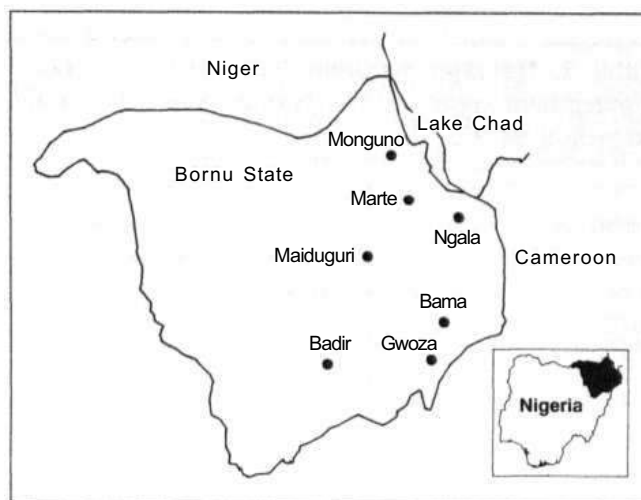 Niger
Lake Chad
Monguno
Bornu State
Marte
Ngala
Maiduguri
Cameroon
Bama
Badir
Gwoza
Nigeria